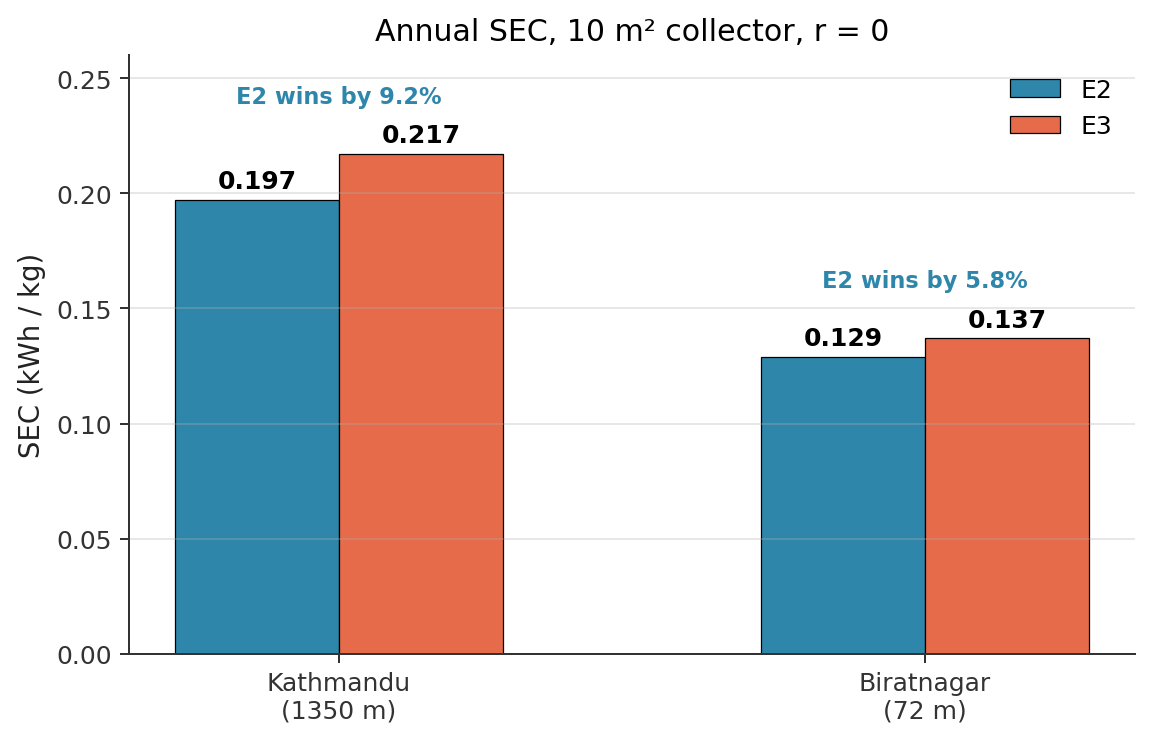 Annual SEC, 10 m² collector, r = 0
SEC (kWh / kg)
0.25
0.20
0.15
0.10
0.05
0.00
E2 wins by 9.2%
0.197
0.217
E2 wins by 5.8%
0.129
0.137
E2
E3
Kathmandu
(1350 m)
Biratnagar
(72 m)